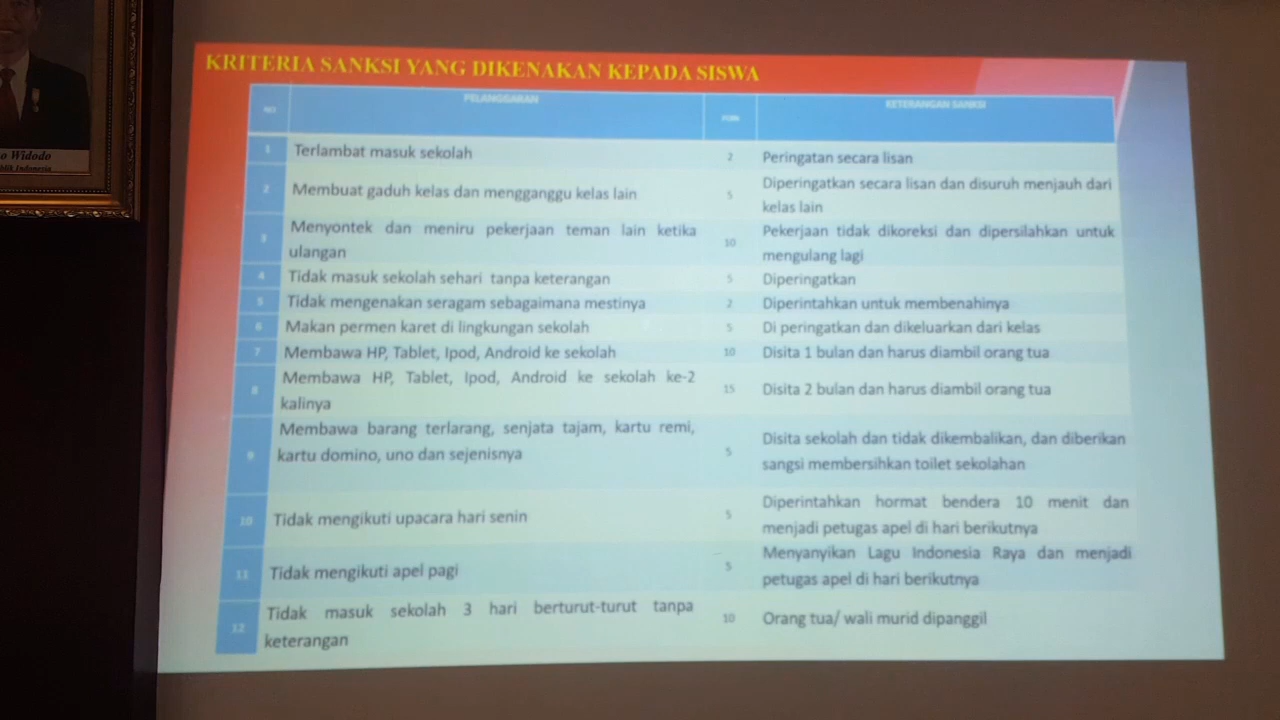 o Widodo
blik Indonesia
KRITERIA SANKSI YANG DIKENAKAN KEPADA SISWA
NO
PELANGGARAN
POIN
KETERANGAN SANKSI
1 Terlambat masuk sekolah 2 Peringatan secara lisan
2 Membuat gaduh kelas dan mengganggu kelas lain 5 Diperingatkan secara lisan dan disuruh menjauh dari
kelas lain
3 Menyontek dan meniru pekerjaan teman lain ketika
ulangan
10 Pekerjaan tidak dikoreksi dan dipersilahkan untuk
mengulang lagi
4 Tidak masuk sekolah sehari tanpa keterangan 5 Diperingatkan
5 Tidak mengenakan seragam sebagaimana mestinya 2 Diperintahkan untuk membenahinya
6 Makan permen karet di lingkungan sekolah 5 Di peringatkan dan dikeluarkan dari kelas
7 Membawa HP, Tablet, Ipod, Android ke sekolah 10 Disita 1 bulan dan harus diambil orang tua
8 Membawa HP, Tablet, Ipod, Android ke sekolah ke-2
kalinya
15 Disita 2 bulan dan harus diambil orang tua
9 Membawa barang terlarang, senjata tajam, kartu remi,
kartu domino, uno dan sejenisnya
5 Disita sekolah dan tidak dikembalikan, dan diberikan
sangsi membersihkan toilet sekolahan
10 Tidak mengikuti upacara hari senin 5 Diperintahkan hormat bendera 10 menit dan
menjadi petugas apel di hari berikutnya
11 Tidak mengikuti apel pagi 5 Menyanyikan Lagu Indonesia Raya dan menjadi
petugas apel di hari berikutnya
12 Tidak masuk sekolah 3 hari berturut-turut tanpa
keterangan
10 Orang tua/ wali murid dipanggil